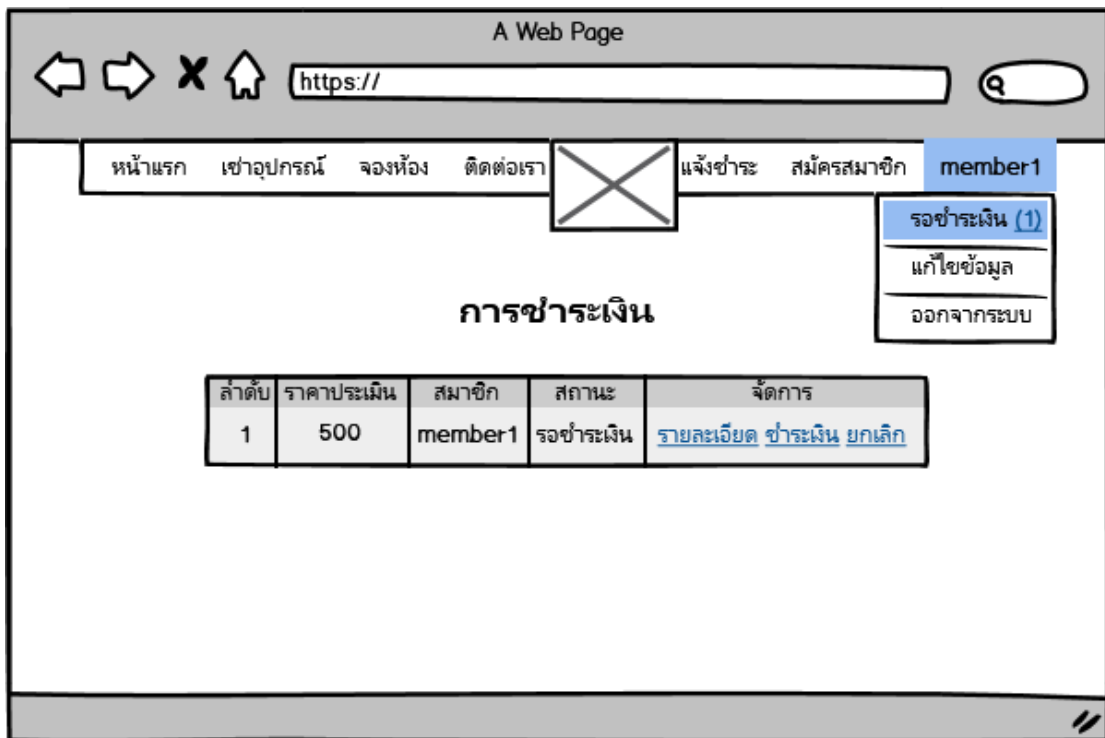 A Web Page
https://
หน้าแรก เช่าอุปกรณ์ จองห้อง ติดต่อเรา แจ้งชำระ สมัครสมาชิก member1
รอชำระเงิน (1)
แก้ไขข้อมูล
ออกจากระบบ
การชำระเงิน
ลำดับ ราคาประเมิน สมาชิก สถานะ จัดการ
1 500 member1 รอชำระเงิน รายละเอียด ชำระเงิน ยกเลิก